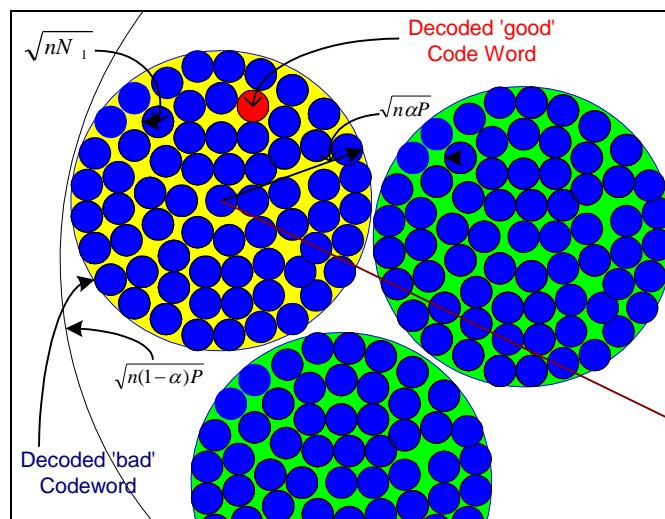 √nN₁
Decoded 'good'
Code Word
√nαP
√n(1−α)P
Decoded 'bad'
Codeword